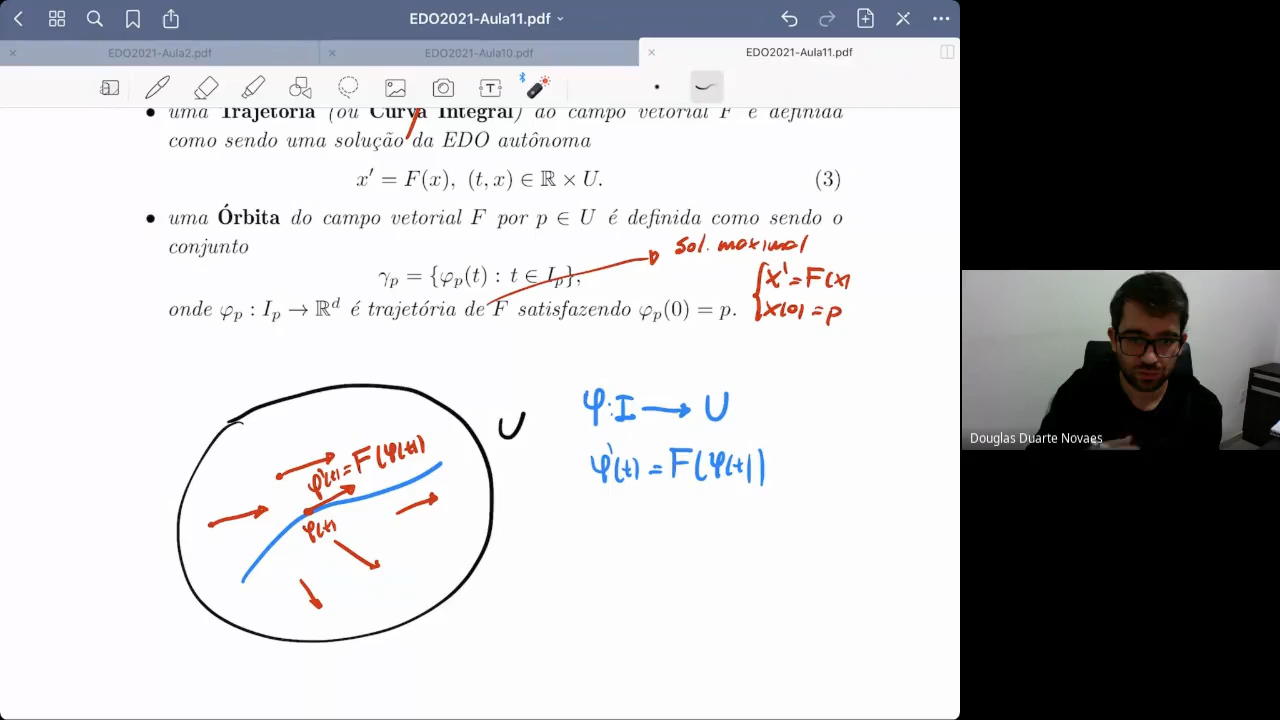 EDO2021-Aula11.pdf
EDO2021-Aula2.pdf
EDO2021-Aula10.pdf
EDO2021-Aula11.pdf
• uma Trajetória (ou Curva Integral) do campo vetorial F é definida
como sendo uma solução da EDO autônoma
x′ = F(x), (t, x) ∈ ℝ × U. (3)
• uma Órbita do campo vetorial F por p ∈ U é definida como sendo o
conjunto
sol. maximal
γₚ = {φₚ(t) : t ∈ Iₚ},
{ x' = F(x)
x(0) = p
onde φₚ : Iₚ → ℝᵈ é trajetória de F satisfazendo φₚ(0) = p.
φ: I → U
U
φ'(t) = F(φ(t))
φ'(t) = F(φ(t))
φ(t)
Douglas Duarte Novaes